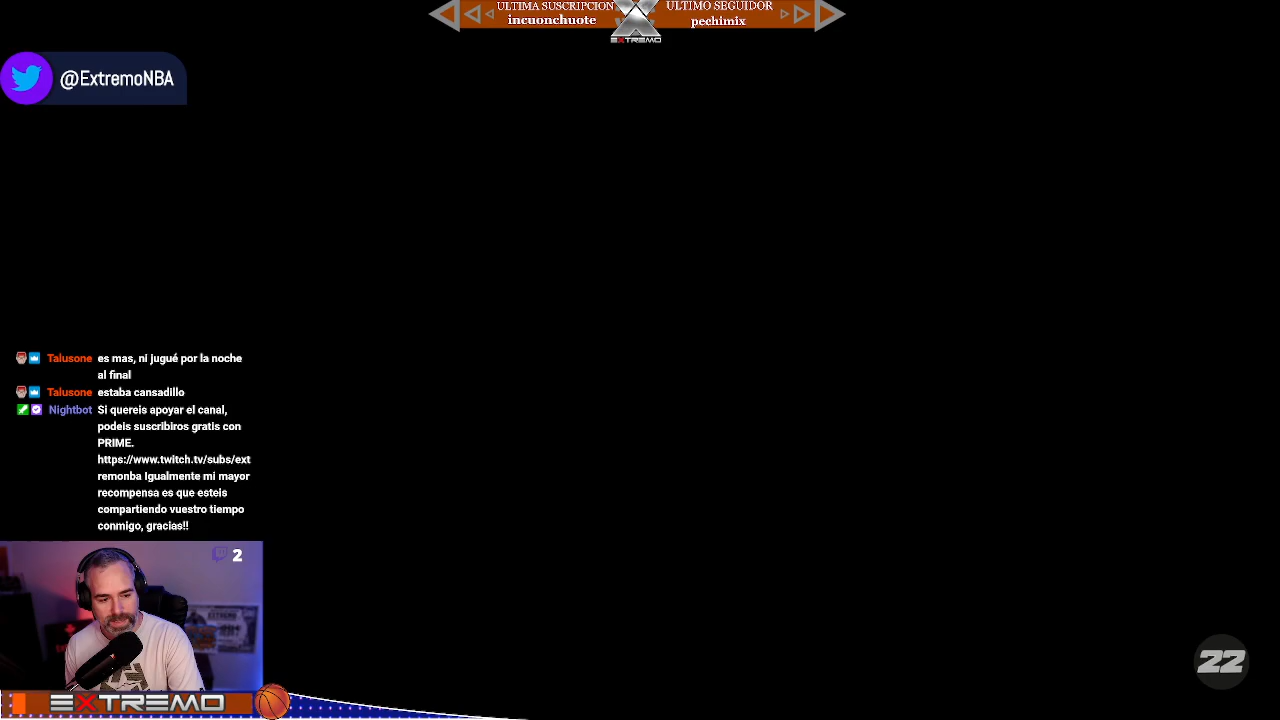 ULTIMA SUSCRIPCION
incuonchuote
EXTREMO
ULTIMO SEGUIDOR
pechimix
@ExtremoNBA
Talusone es mas, ni jugué por la noche
al final
Talusone estaba cansadillo
Nightbot Si quereis apoyar el canal,
podeis suscribiros gratis con
PRIME.
https://www.twitch.tv/subs/ext
remonba Igualmente mi mayor
recompensa es que esteis
compartiendo vuestro tiempo
conmigo, gracias!!
2
EXTREMO
22